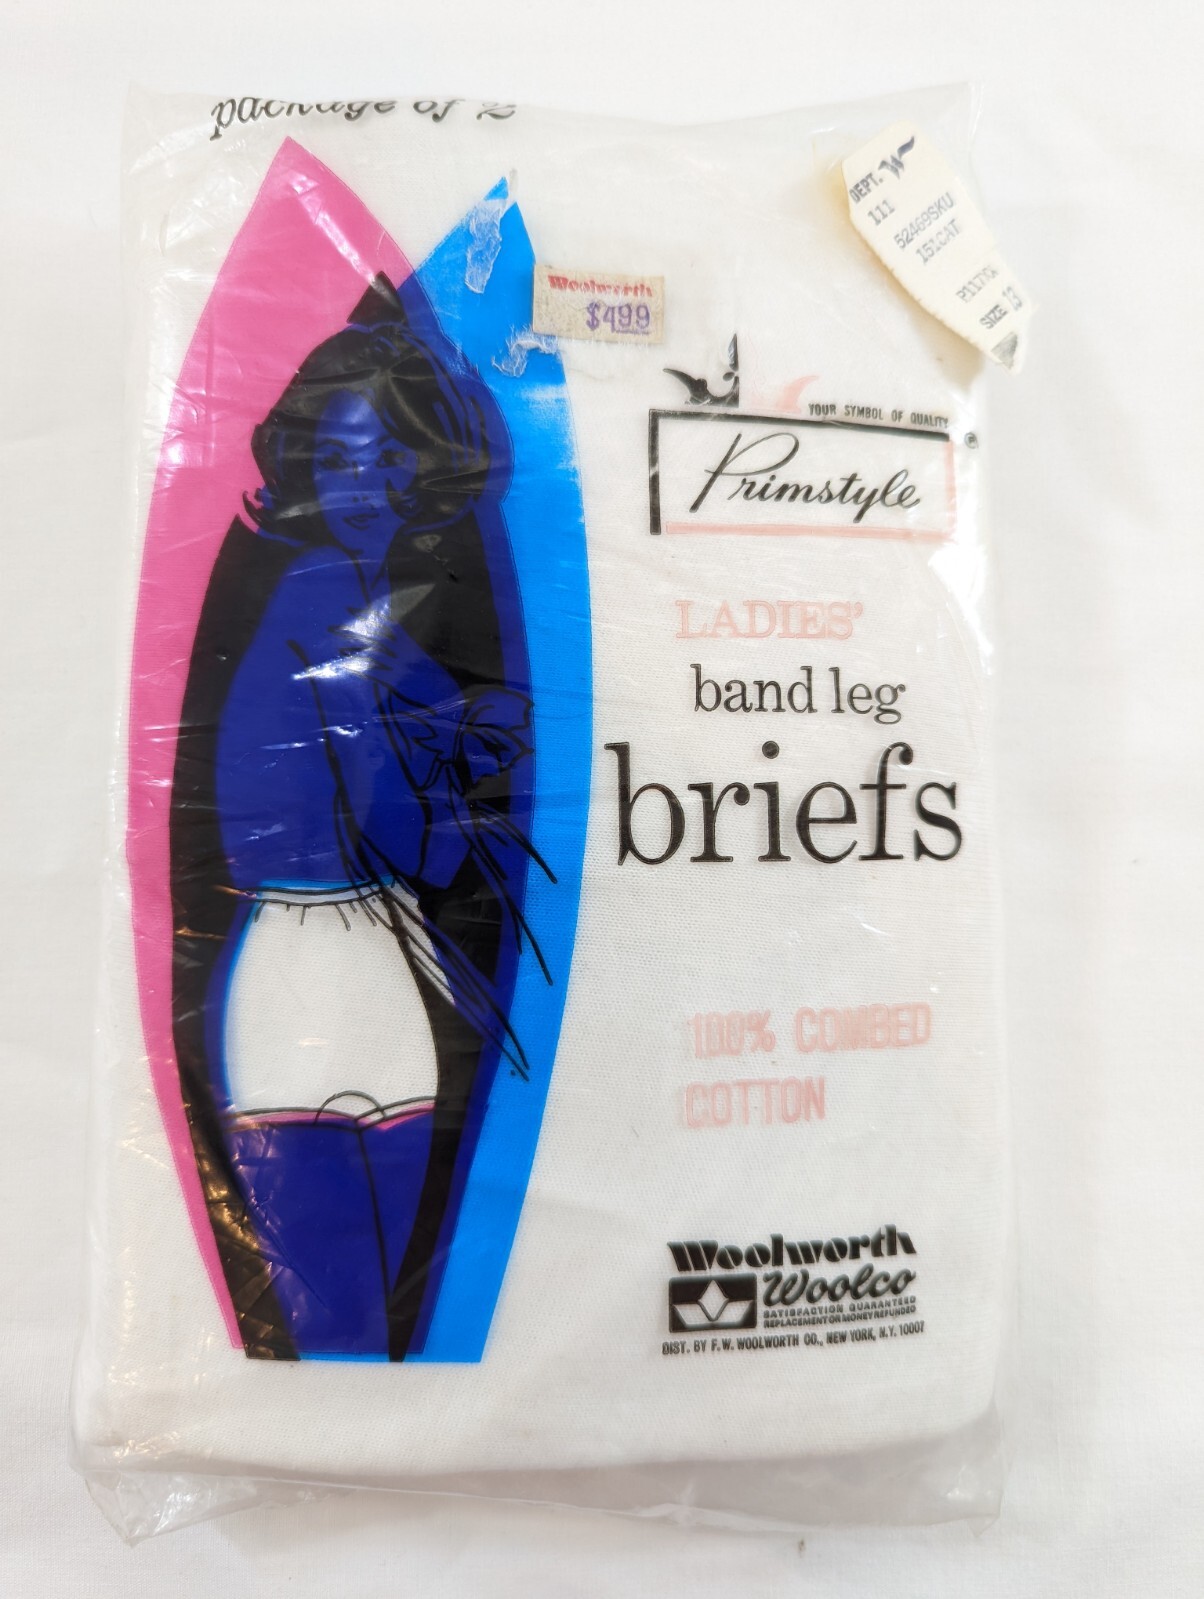 package of 2
DEPT. W
111
52469SKU
151CAT
SIZE 13
Woolworth
$4.99
YOUR SYMBOL OF QUALITY
Primstyle ®
LADIES'
band leg
briefs
100% COMBED
COTTON
Woolworth
Woolco
SATISFACTION GUARANTEED
REPLACEMENT OR MONEY REFUNDED
DIST. BY F. W. WOOLWORTH CO., NEW YORK, N.Y. 10007